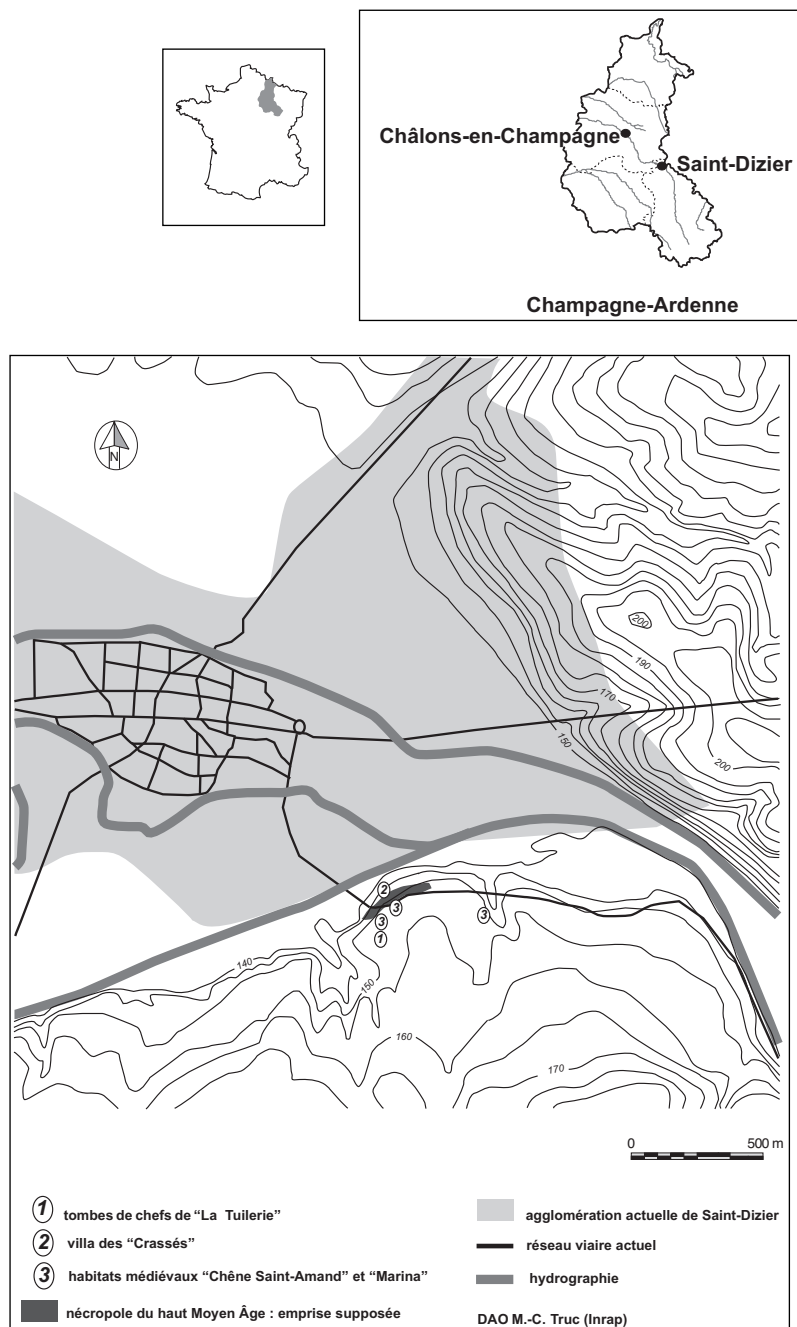 Châlons-en-Champagne
Saint-Dizier
Champagne-Ardenne
N
200
190
170
150
200
2
3
3
3
1
140
150
160
170
0 500 m
1 tombes de chefs de “La Tuilerie”
2 villa des “Crassés”
3 habitats médiévaux “Chêne Saint-Amand” et “Marina”
nécropole du haut Moyen Âge : emprise supposée
agglomération actuelle de Saint-Dizier
réseau viaire actuel
hydrographie
DAO M.-C. Truc (Inrap)